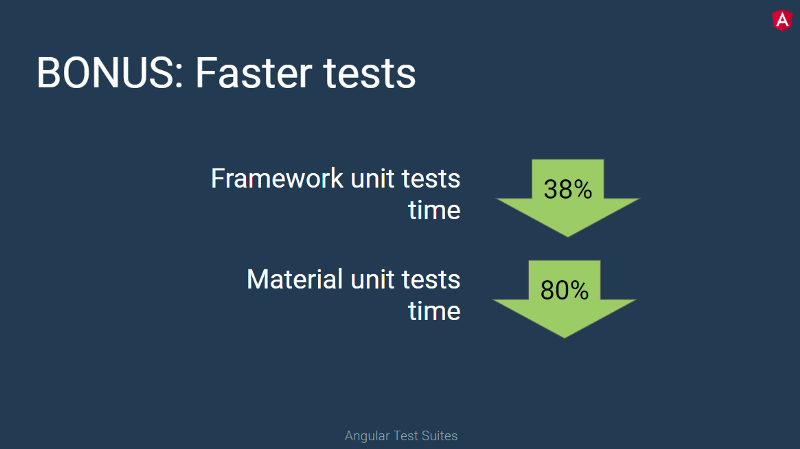 BONUS: Faster tests
Framework unit tests
time
38%
Material unit tests
time
80%
Angular Test Suites